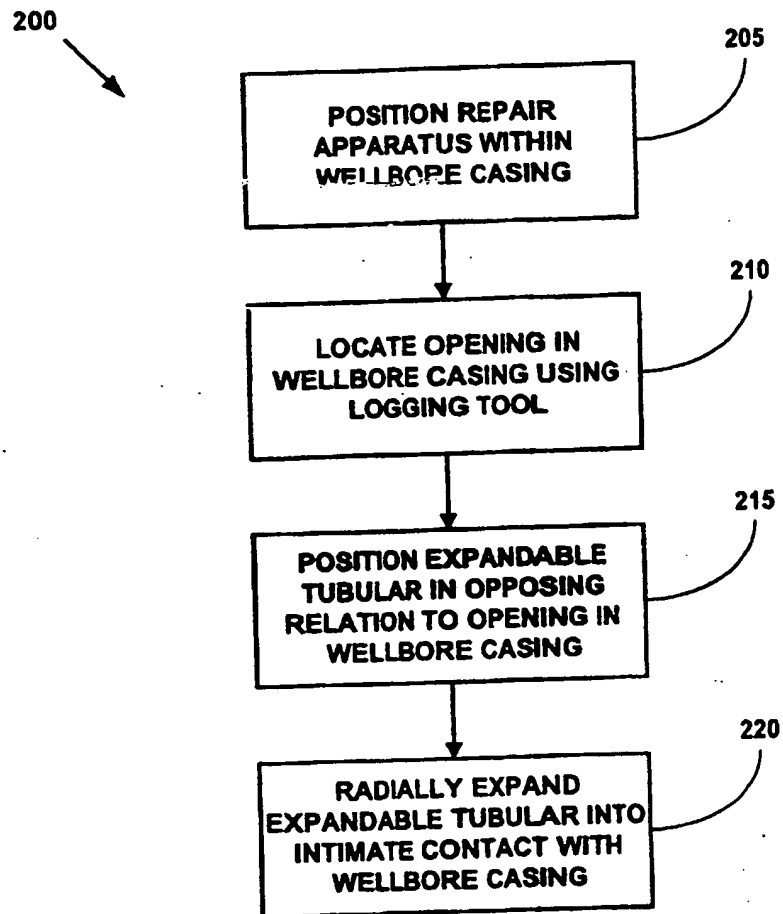 200
205
POSITION REPAIR
APPARATUS WITHIN
WELLBORE CASING
210
LOCATE OPENING IN
WELLBORE CASING USING
LOGGING TOOL
215
POSITION EXPANDABLE
TUBULAR IN OPPOSING
RELATION TO OPENING IN
WELLBORE CASING
220
RADIALLY EXPAND
EXPANDABLE TUBULAR INTO
INTIMATE CONTACT WITH
WELLBORE CASING